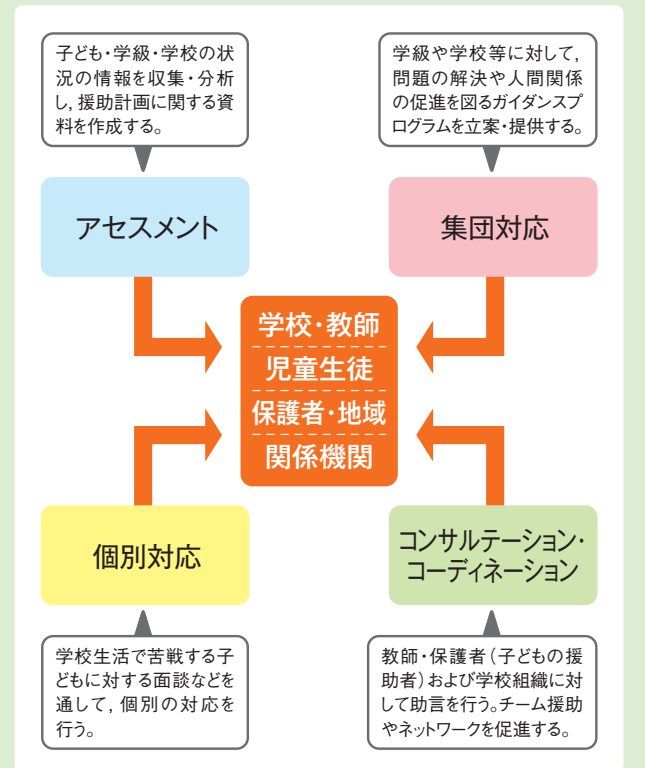 子ども・学級・学校の状
況の情報を収集・分析
し，援助計画に関する資
料を作成する。
学級や学校等に対して，
問題の解決や人間関係
の促進を図るガイダンスプ
ログラムを立案・提供する。
アセスメント
集団対応
学校・教師
児童生徒
保護者・地域
関係機関
個別対応
コンサルテーション・
コーディネーション
学校生活で苦戦する子
どもに対する面談などを
通して，個別の対応を
行う。
教師・保護者（子どもの援
助者）および学校組織に対
して助言を行う。チーム援助
やネットワークを促進する。